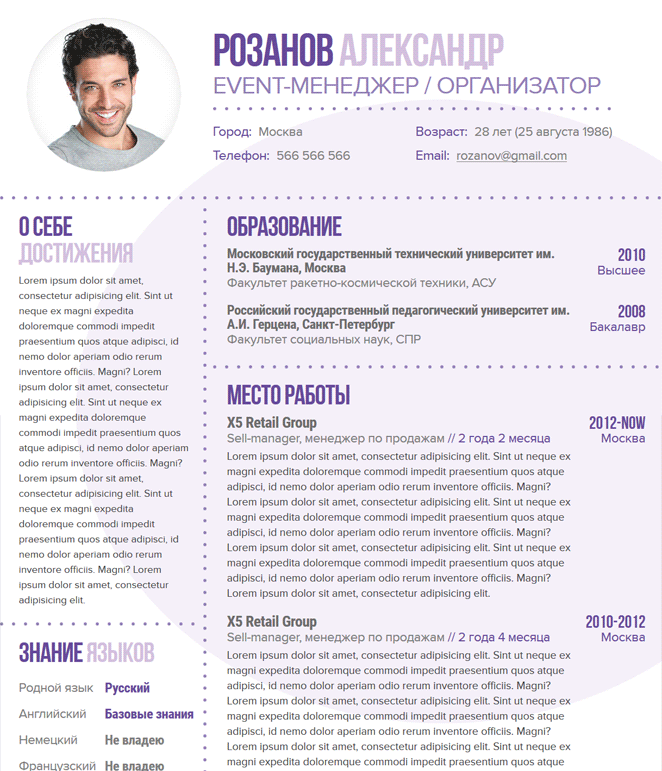 РОЗАНОВ АЛЕКСАНДР
EVENT-МЕНЕДЖЕР / ОРГАНИЗАТОР
Город: Москва
Возраст: 28 лет (25 августа 1986)
Телефон: 566 566 566
Email: rozanov@gmail.com
О СЕБЕ
ДОСТИЖЕНИЯ
Lorem ipsum dolor sit amet,
consectetur adipisicing elit. Sint ut
neque ex magni expedita
doloremque commodi impedit
praesentium quos atque adipisci, id
nemo dolor aperiam odio rerum
inventore officiis. Magni? Lorem
ipsum dolor sit amet, consectetur
adipisicing elit. Sint ut neque ex
magni expedita doloremque
commodi impedit praesentium quos
atque adipisci, id nemo dolor aperiam
odio rerum inventore officiis. Magni?
Lorem ipsum dolor sit amet,
consectetur adipisicing elit. Sint ut
neque ex magni expedita
doloremque commodi impedit
praesentium quos atque adipisci, id
nemo dolor aperiam odio rerum
inventore officiis. Magni? Lorem
ipsum dolor sit amet, consectetur
adipisicing elit.
ЗНАНИЕ ЯЗЫКОВ
Родной язык Русский
Английский Базовые знания
Немецкий Не владею
Французский Не владею
ОБРАЗОВАНИЕ
Московский государственный технический университет им.
Н.Э. Баумана, Москва
Факультет ракетно-космической техники, АСУ
2010
Высшее
Российский государственный педагогический университет им.
А.И. Герцена, Санкт-Петербург
Факультет социальных наук, СПР
2008
Бакалавр
МЕСТО РАБОТЫ
X5 Retail Group
Sell-manager, менеджер по продажам // 2 года 2 месяца
2012-NOW
Москва
Lorem ipsum dolor sit amet, consectetur adipisicing elit. Sint ut neque ex
magni expedita doloremque commodi impedit praesentium quos atque
adipisci, id nemo dolor aperiam odio rerum inventore officiis. Magni?
Lorem ipsum dolor sit amet, consectetur adipisicing elit. Sint ut neque ex
magni expedita doloremque commodi impedit praesentium quos atque
adipisci, id nemo dolor aperiam odio rerum inventore officiis. Magni?
Lorem ipsum dolor sit amet, consectetur adipisicing elit. Sint ut neque ex
magni expedita doloremque commodi impedit praesentium quos atque
adipisci, id nemo dolor aperiam odio rerum inventore officiis. Magni?
Lorem ipsum dolor sit amet, consectetur adipisicing elit.
X5 Retail Group
Sell-manager, менеджер по продажам // 2 года 4 месяца
2010-2012
Москва
Lorem ipsum dolor sit amet, consectetur adipisicing elit. Sint ut neque ex
magni expedita doloremque commodi impedit praesentium quos atque
adipisci, id nemo dolor aperiam odio rerum inventore officiis. Magni?
Lorem ipsum dolor sit amet, consectetur adipisicing elit. Sint ut neque ex
magni expedita doloremque commodi impedit praesentium quos atque
adipisci, id nemo dolor aperiam odio rerum inventore officiis. Magni?
Lorem ipsum dolor sit amet, consectetur adipisicing elit. Sint ut neque ex
magni expedita doloremque commodi impedit praesentium quos atque